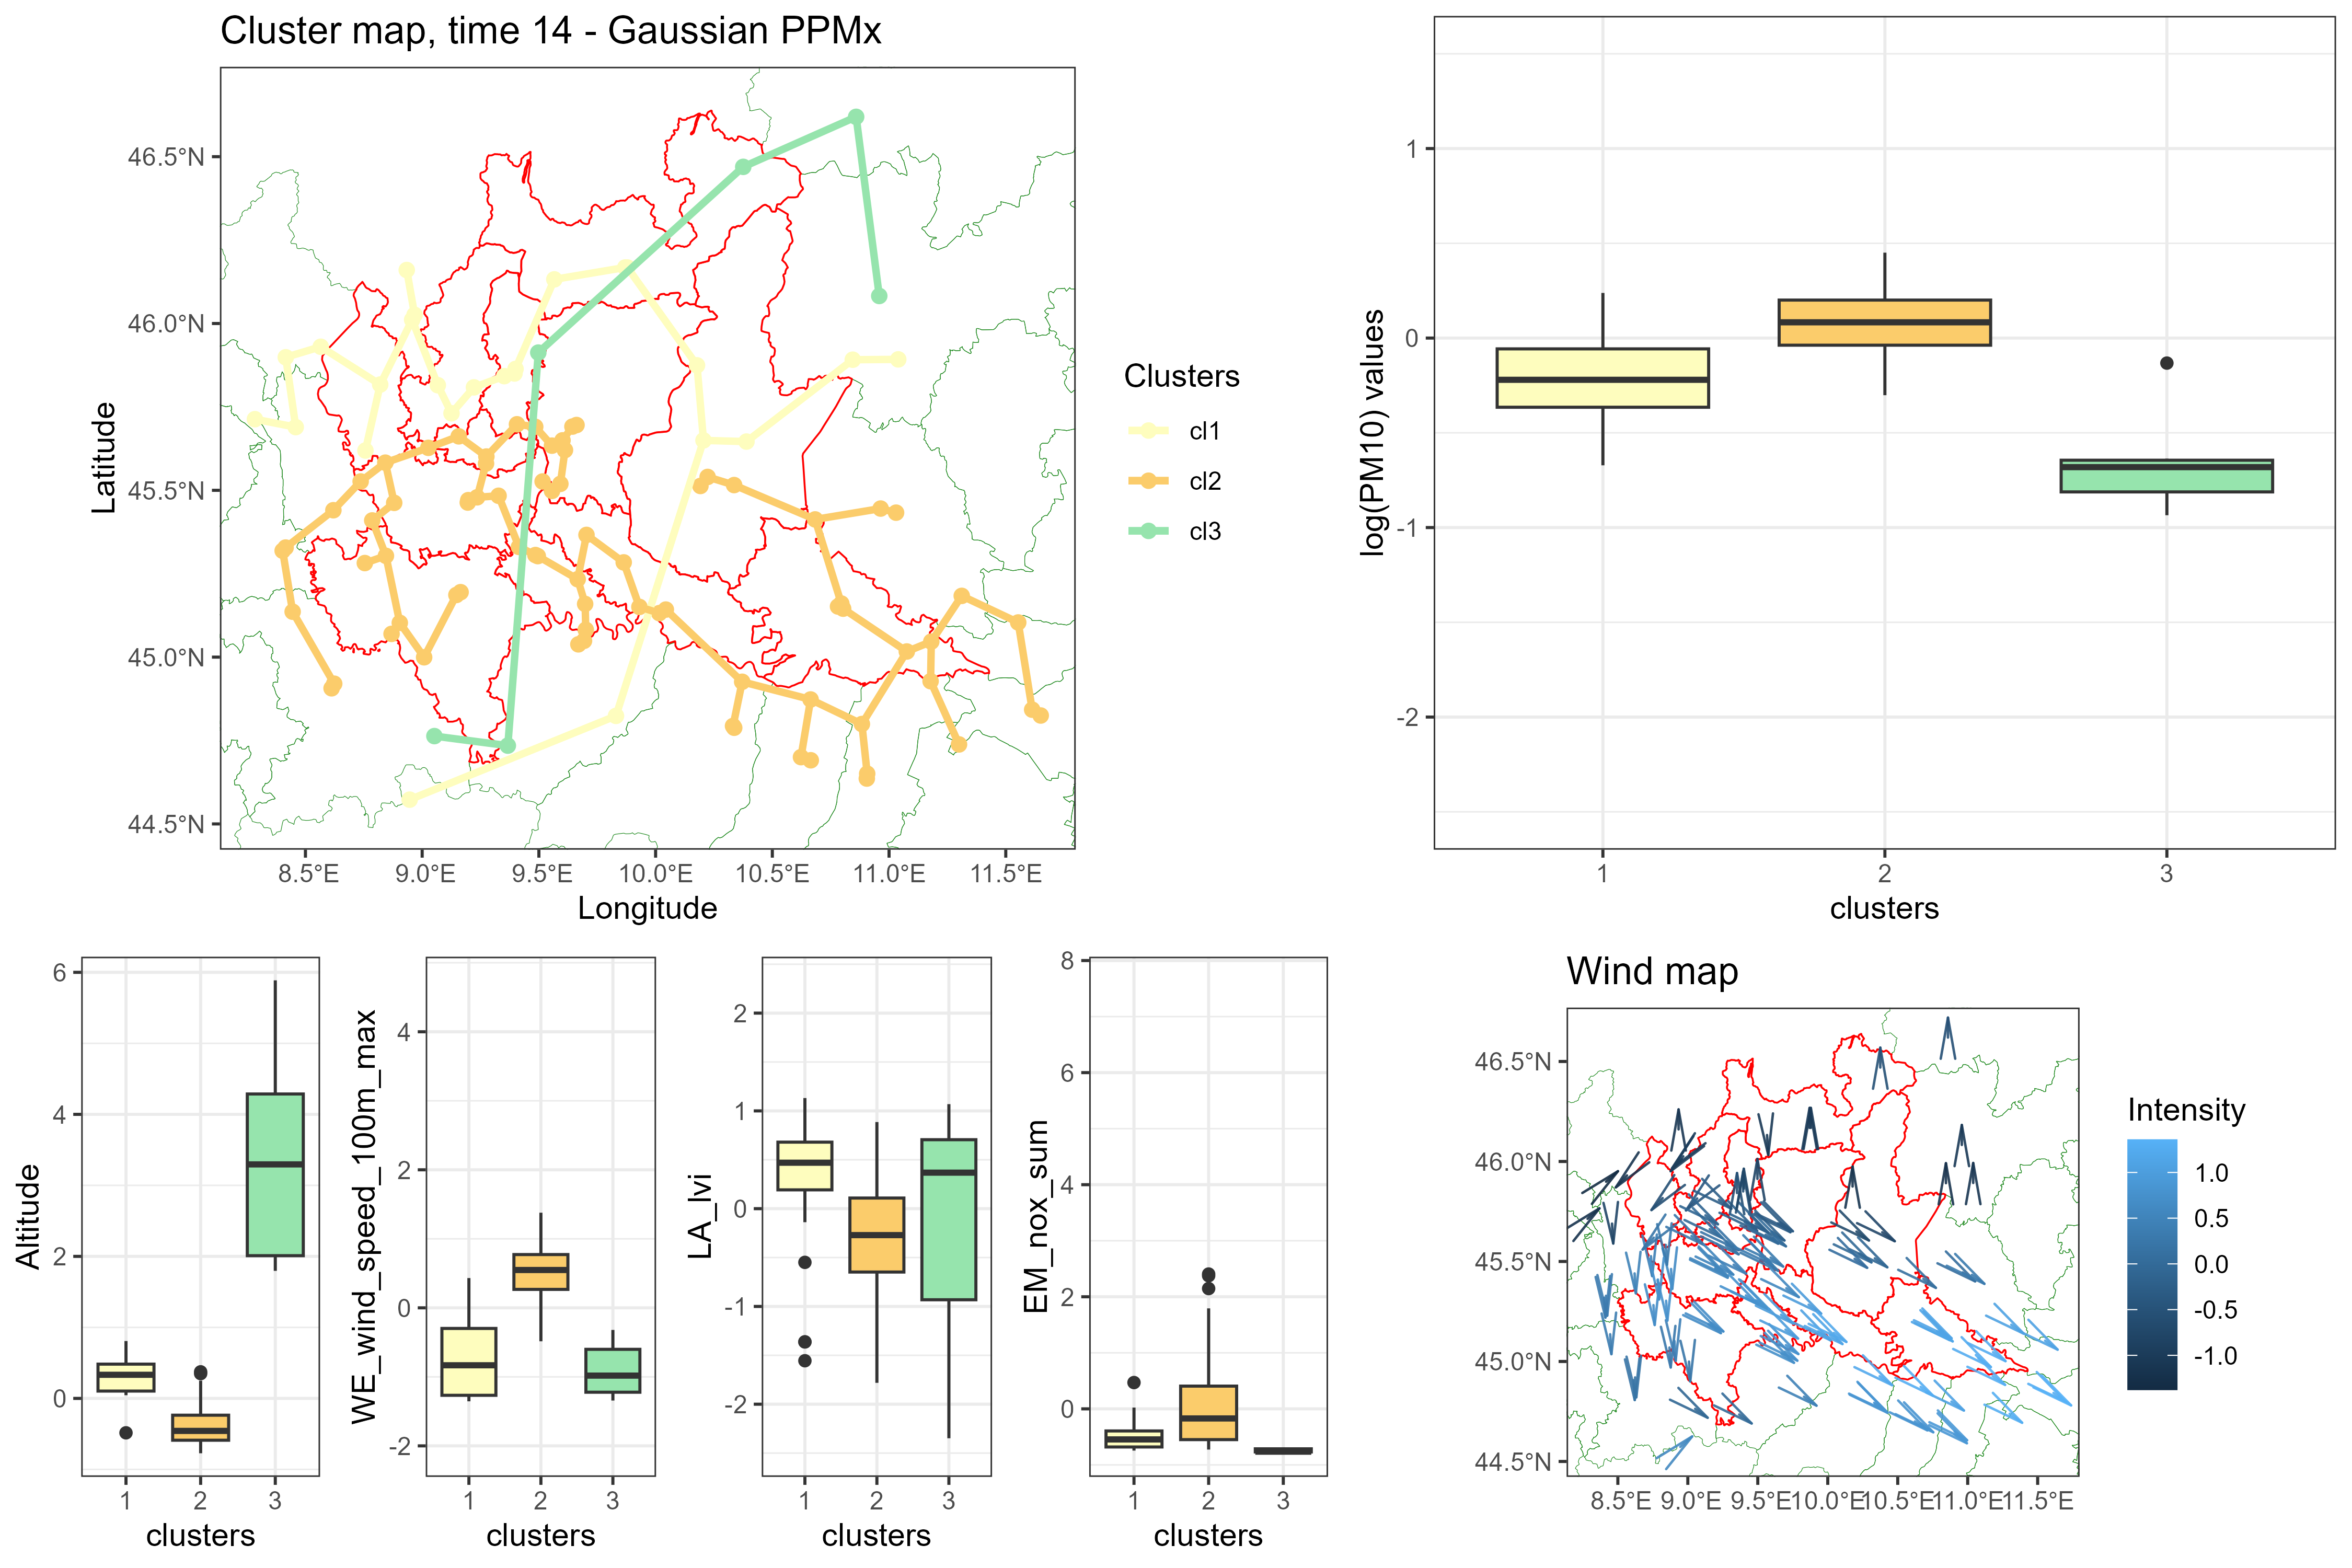 Cluster map, time 14 - Gaussian PPMx
46.5°N
46.0°N
45.5°N
45.0°N
44.5°N
Latitude
8.5°E 9.0°E 9.5°E 10.0°E 10.5°E 11.0°E 11.5°E
Longitude
Clusters
cl1
cl2
cl3
log(PM10) values
1
0
-1
-2
1 2 3
clusters
Altitude
6
4
2
0
1 2 3
clusters
WE_wind_speed_100m_max
4
2
0
-2
1 2 3
clusters
LA_lvi
2
1
0
-1
-2
1 2 3
clusters
EM_nox_sum
8
6
4
2
0
1 2 3
clusters
Wind map
46.5°N
46.0°N
45.5°N
45.0°N
44.5°N
8.5°E 9.0°E 9.5°E 10.0°E 10.5°E 11.0°E 11.5°E
Intensity
1.0
0.5
0.0
-0.5
-1.0